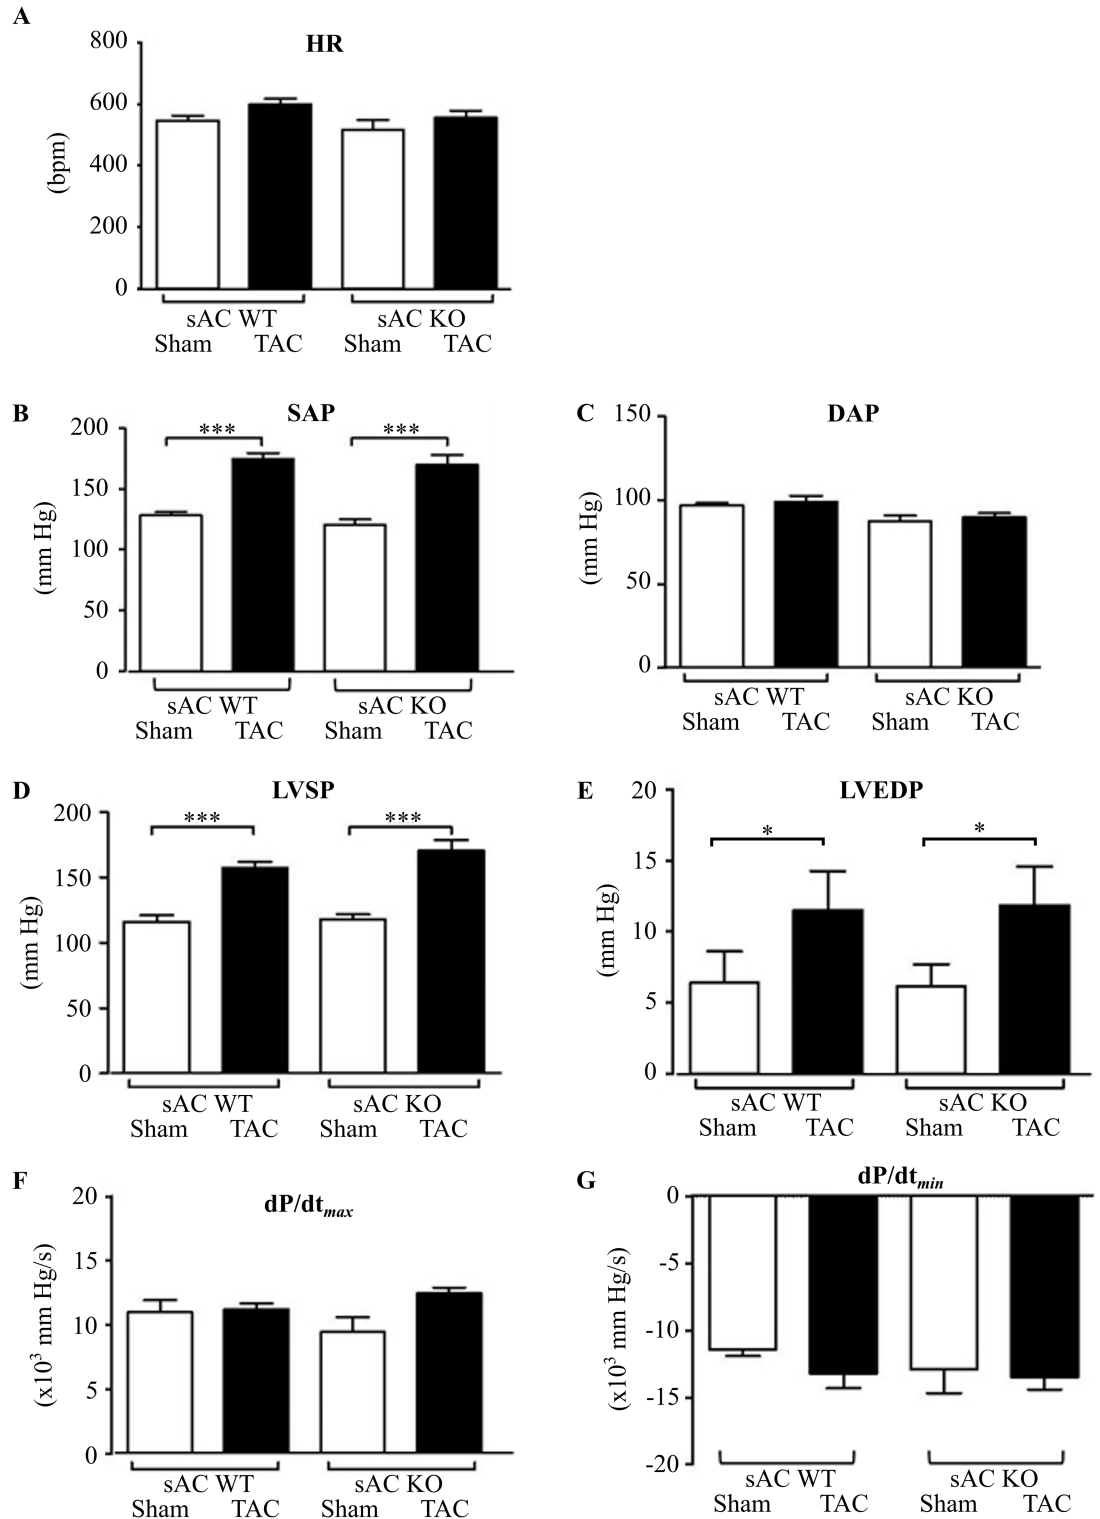 A
HR
800
600
400
200
0
(bpm)
sAC WT sAC KO
Sham TAC Sham TAC
B
SAP
200
150
100
50
0
(mm Hg)
*** ***
sAC WT sAC KO
Sham TAC Sham TAC
C
DAP
150
100
50
0
(mm Hg)
sAC WT sAC KO
Sham TAC Sham TAC
D
LVSP
200
150
100
50
0
(mm Hg)
*** ***
sAC WT sAC KO
Sham TAC Sham TAC
E
LVEDP
20
15
10
5
0
(mm Hg)
* *
sAC WT sAC KO
Sham TAC Sham TAC
F
dP/dtmax
20
15
10
5
0
(x10³ mm Hg/s)
sAC WT sAC KO
Sham TAC Sham TAC
G
dP/dtmin
0
-5
-10
-15
-20
(x10³ mm Hg/s)
sAC WT sAC KO
Sham TAC Sham TAC